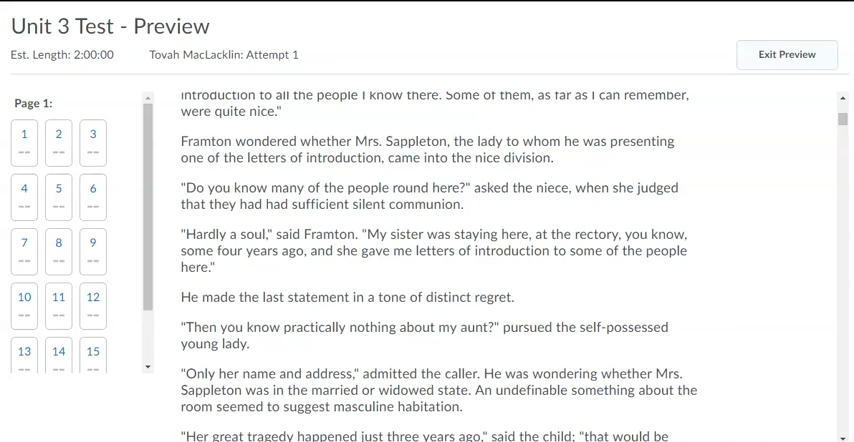 Unit 3 Test - Preview
Est. Length: 2:00:00 Tovah MacLacklin: Attempt 1
Exit Preview
Page 1:
1 2 3
-- -- --
4 5 6
-- -- --
7 8 9
-- -- --
10 11 12
-- -- --
13 14 15
-- -- --
introduction to all the people I know there. Some of them, as far as I can remember,
were quite nice."
Framton wondered whether Mrs. Sappleton, the lady to whom he was presenting
one of the letters of introduction, came into the nice division.
"Do you know many of the people round here?" asked the niece, when she judged
that they had had sufficient silent communion.
"Hardly a soul," said Framton. "My sister was staying here, at the rectory, you know,
some four years ago, and she gave me letters of introduction to some of the people
here."
He made the last statement in a tone of distinct regret.
"Then you know practically nothing about my aunt?" pursued the self-possessed
young lady.
"Only her name and address," admitted the caller. He was wondering whether Mrs.
Sappleton was in the married or widowed state. An undefinable something about the
room seemed to suggest masculine habitation.
"Her great tragedy happened just three years ago," said the child; "that would be